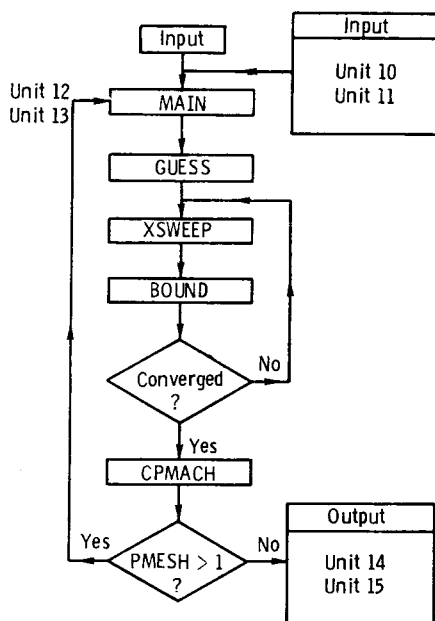 Input
Input
Unit 10
Unit 11
Unit 12
Unit 13
MAIN
GUESS
XSWEEP
BOUND
Converged
?
No
Yes
CPMACH
Yes
PMESH > 1
?
No
Output
Unit 14
Unit 15